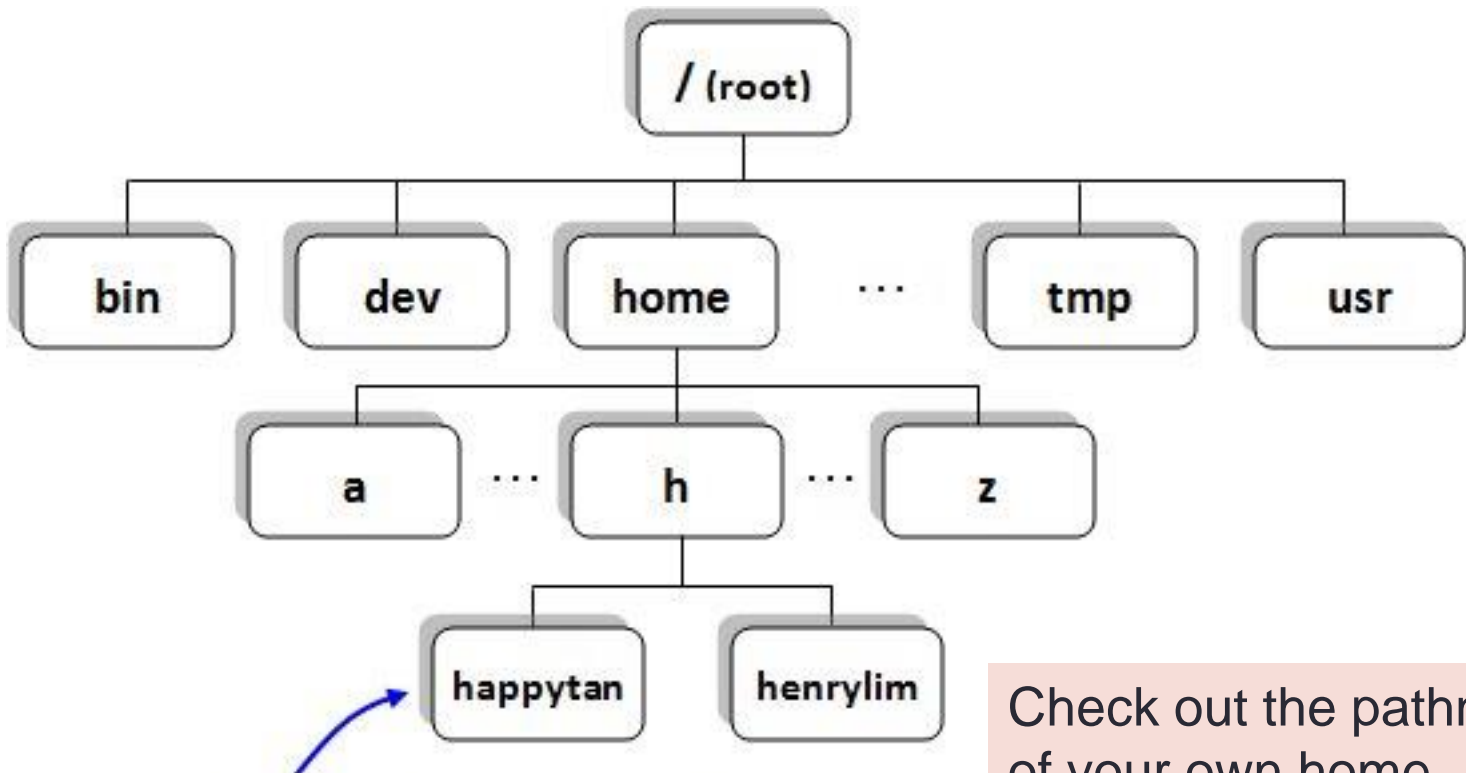 / (root)
bin dev home ... tmp usr
a ... h ... z
happytan henrylim
Check out the
of your own home